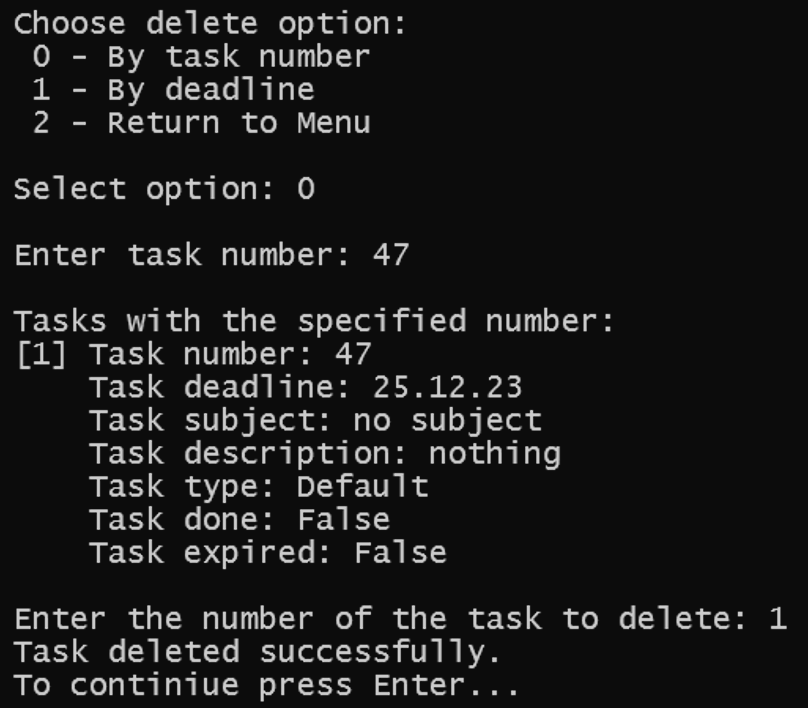 Choose delete option:
0 - By task number
1 - By deadline
2 - Return to Menu
Select option: 0
Enter task number: 47
Tasks with the specified number:
[1] Task number: 47
Task deadline: 25.12.23
Task subject: no subject
Task description: nothing
Task type: Default
Task done: False
Task expired: False
Enter the number of the task to delete: 1
Task deleted successfully.
To continiue press Enter...